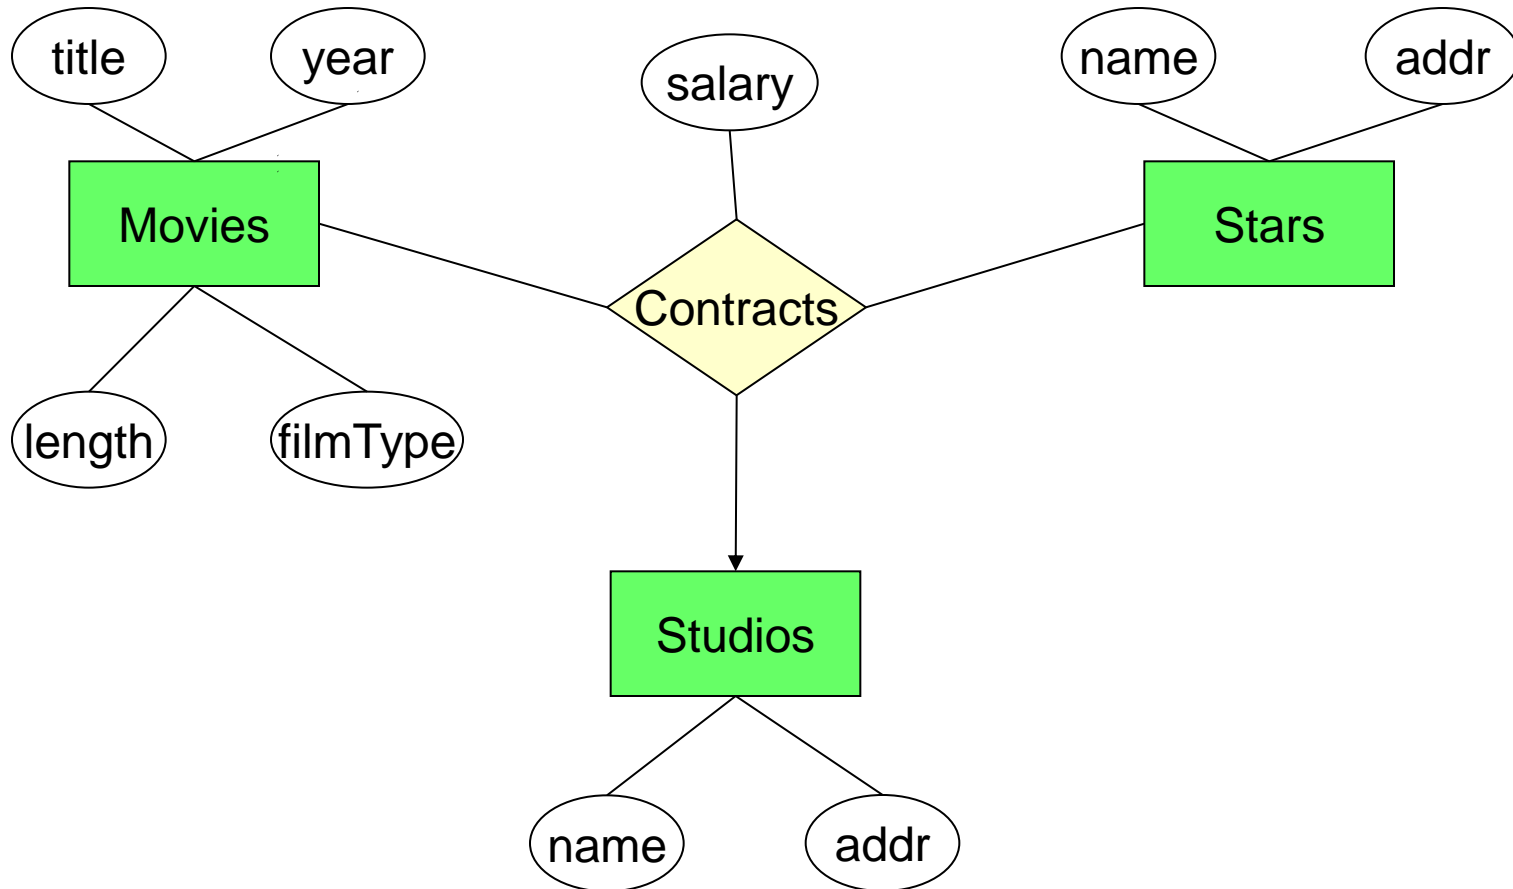 title
year
salary
name
addr
Movies
Stars
Contracts
length
filmType
Studios
name
addr